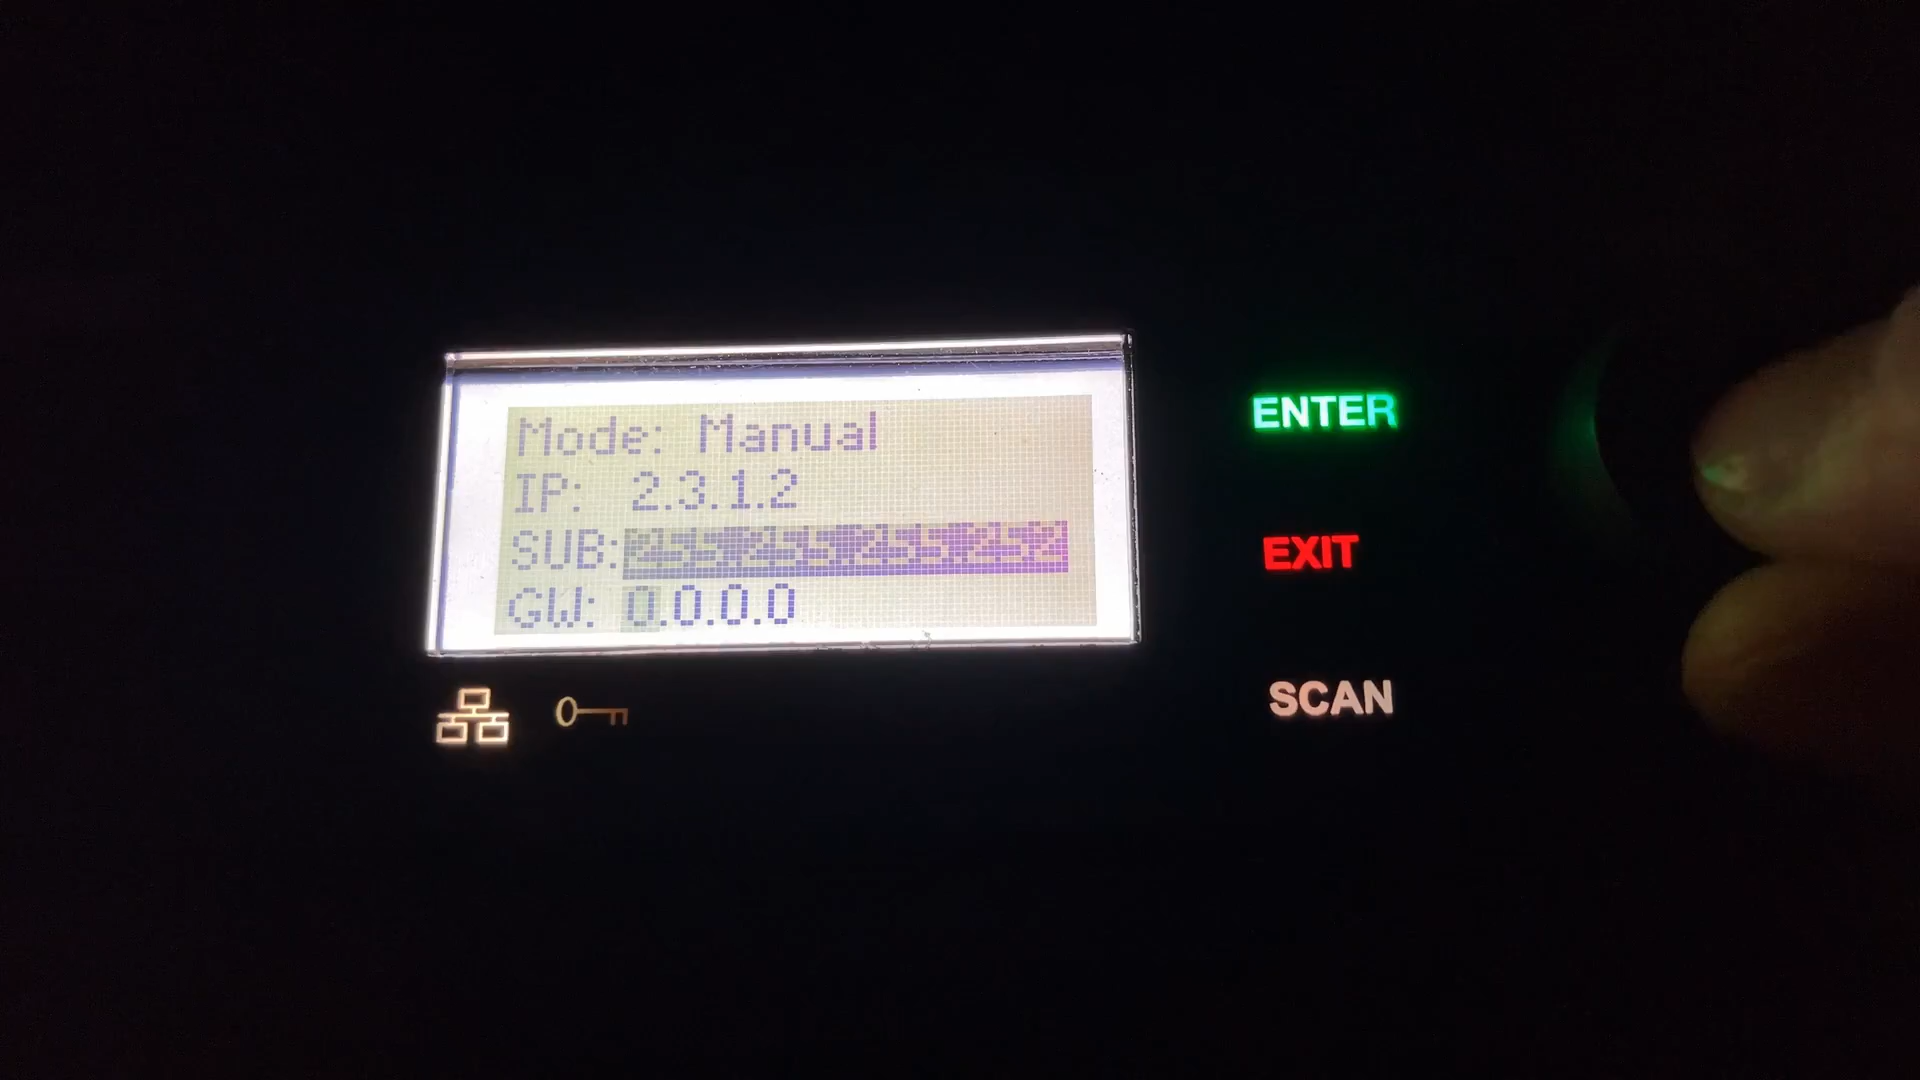 Mode: Manual
IP: 2.3.1.2
SUB: 255.255.255.252
GW: 0.0.0.0
ENTER
EXIT
SCAN